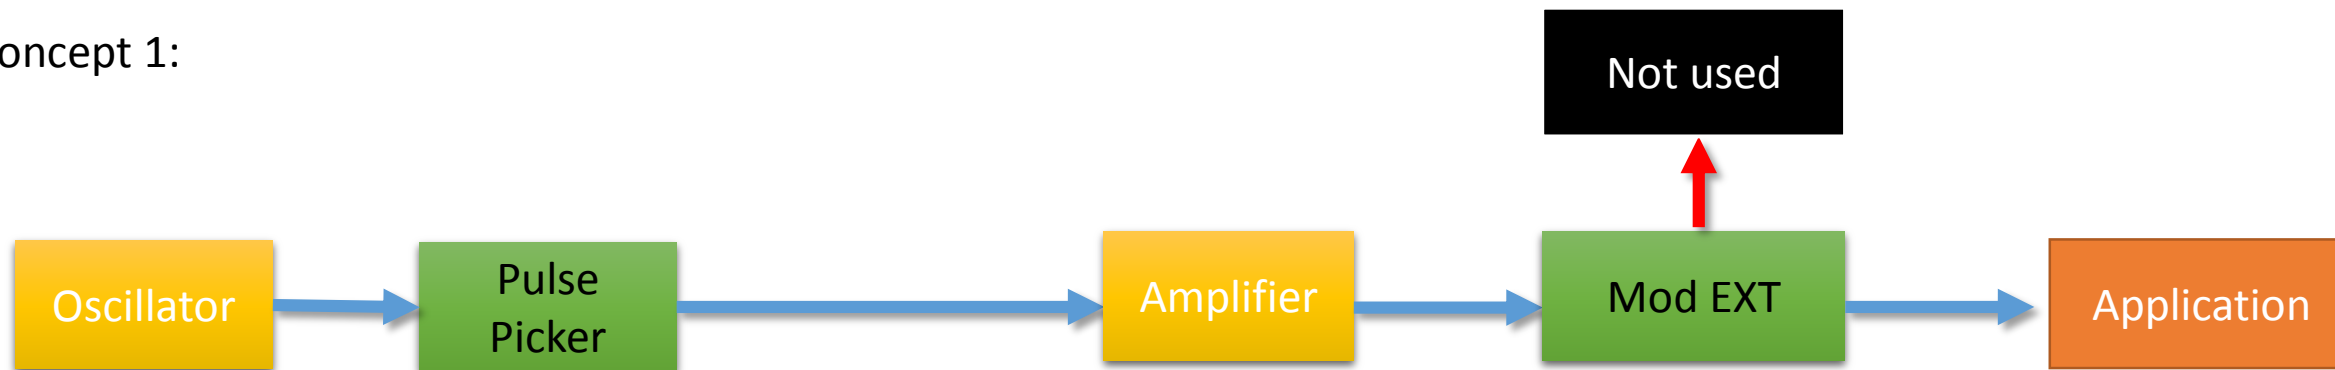 oncept 1:
Not used
Oscillator
Pulse
Picker
Amplifier
Mod EXT
Application